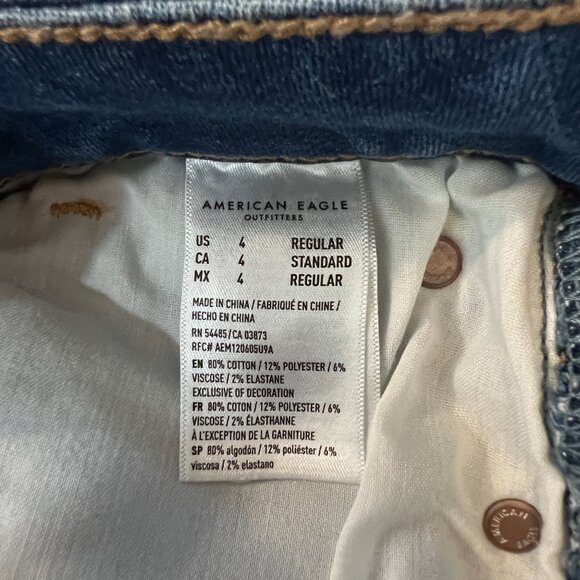 AMERICAN EAGLE
OUTFITTERS
US 4 REGULAR
CA 4 STANDARD
MX 4 REGULAR
MADE IN CHINA / FABRIQUÉ EN CHINE /
HECHO EN CHINA
RN 54485/CA 03873
RFC# AEM120605U9A
EN 80% COTTON / 12% POLYESTER / 6%
VISCOSE / 2% ELASTANE
EXCLUSIVE OF DECORATION
FR 80% COTON / 12% POLYESTER / 6%
VISCOSE / 2% ÉLASTHANNE
À L'EXCEPTION DE LA GARNITURE
SP 80% algodón / 12% poliéster / 6%
viscosa / 2% elastano
AMERICAN
EAGLE